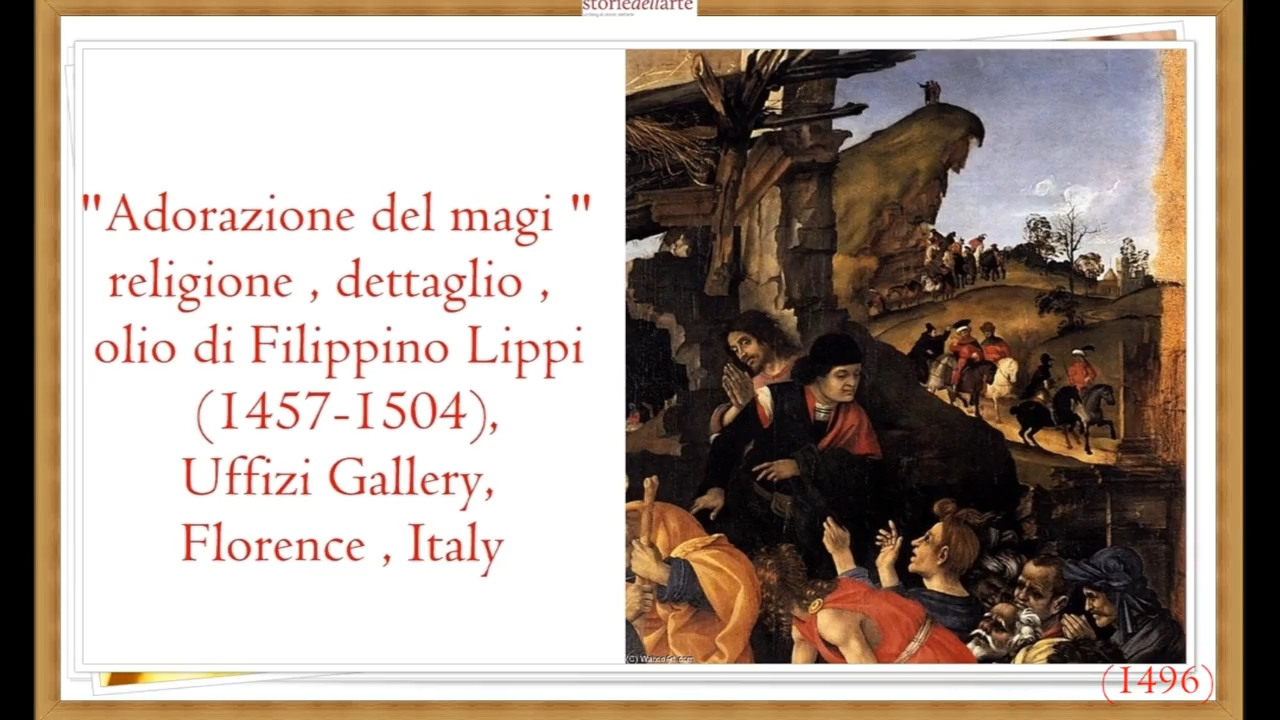 storiedellarte
"Adorazione del magi "
religione , dettaglio ,
olio di Filippino Lippi
(1457-1504),
Uffizi Gallery,
Florence , Italy
(1496)